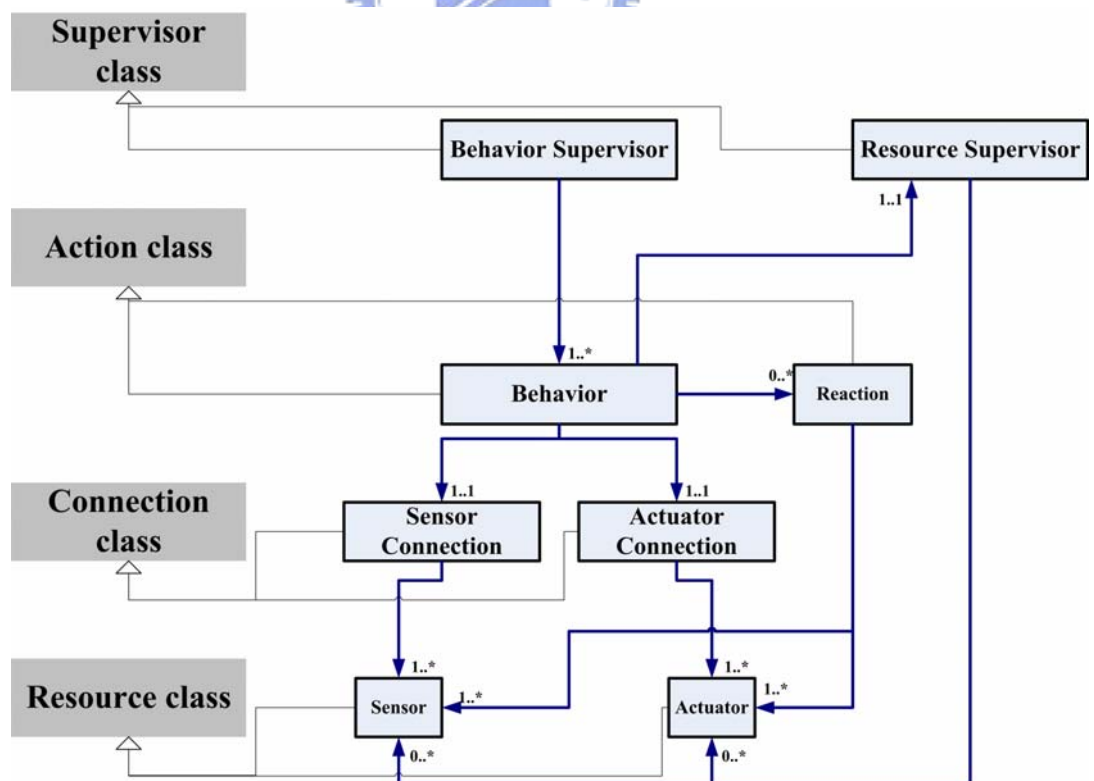 Supervisor
class
Behavior Supervisor
Resource Supervisor
1..1
Action class
1..*
Behavior
0..*
Reaction
1..1
1..1
Connection
class
Sensor
Connection
Actuator
Connection
1..*
1..*
Resource class
Sensor
1..*
Actuator
1..*
0..*
0..*